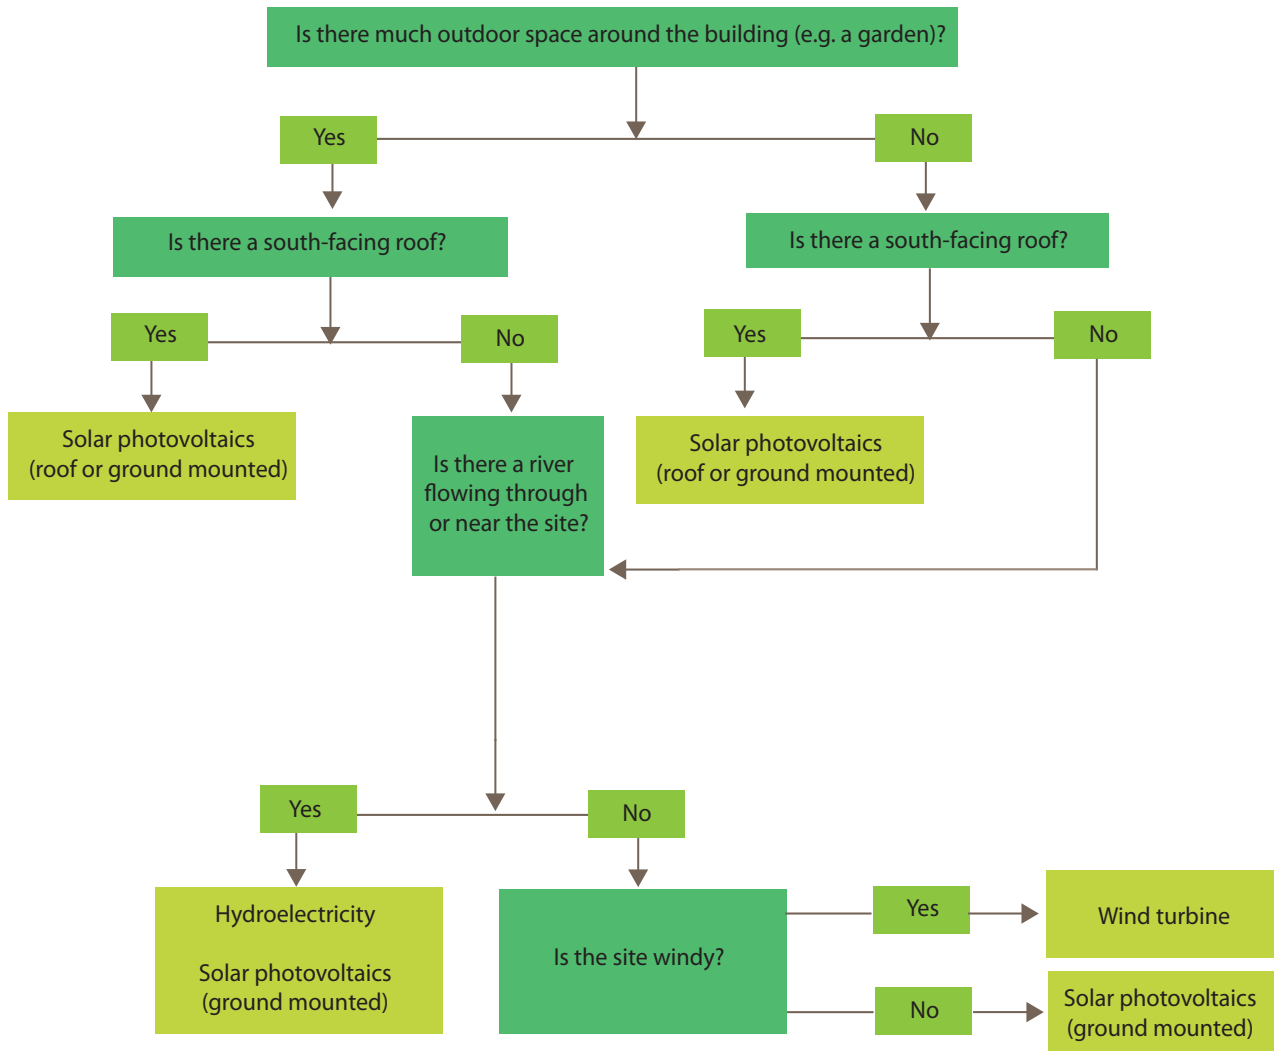 Is there much outdoor space around the building (e.g. a garden)?
Yes
No
Is there a south-facing roof?
Is there a south-facing roof?
Yes
No
Yes
No
Solar photovoltaics
(roof or ground mounted)
Is there a river
flowing through
or near the site?
Solar photovoltaics
(roof or ground mounted)
Yes
No
Hydroelectricity
Solar photovoltaics
(ground mounted)
Is the site windy?
Yes
Wind turbine
No
Solar photovoltaics
(ground mounted)